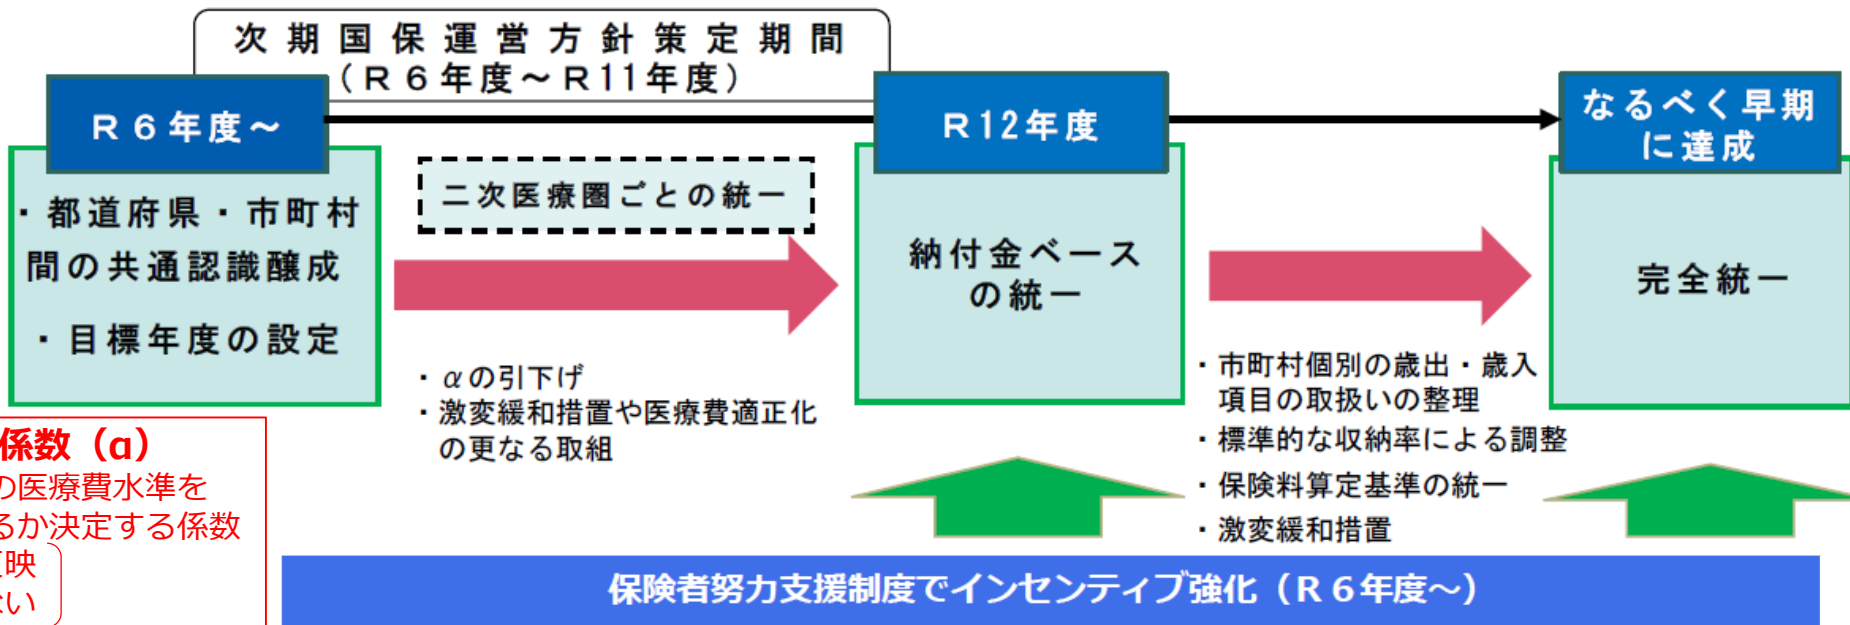 次期国保運営方針策定期間
（R６年度～R11年度）
R６年度～
・都道府県・市町村
間の共通認識醸成
・目標年度の設定
二次医療圏ごとの統一
・αの引下げ
・激変緩和措置や医療費適正化
の更なる取組
R12年度
納付金ベース
の統一
・市町村個別の歳出・歳入
項目の取扱いの整理
・標準的な収納率による調整
・保険料算定基準の統一
・激変緩和措置
なるべく早期
に達成
完全統一
係数（α）
の医療費水準を
るか決定する係数
映
ない
保険者努力支援制度でインセンティブ強化（R６年度～）